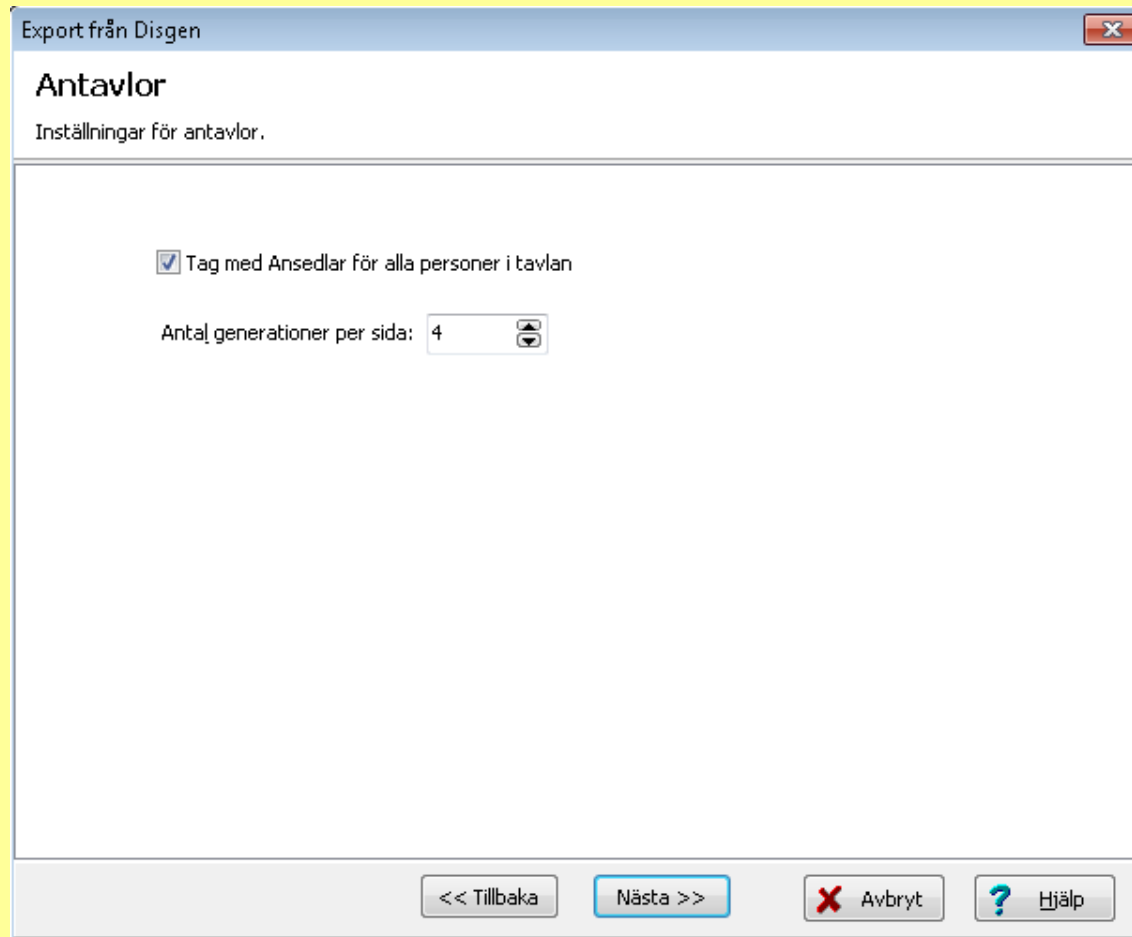 Export från Disgen
Antavlor
Inställningar för antavlor.
Tag med Ansedlar för alla personer i tavlan
Antal generationer per sida: 4
<< Tillbaka Nästa >> Avbryt ? Hjälp